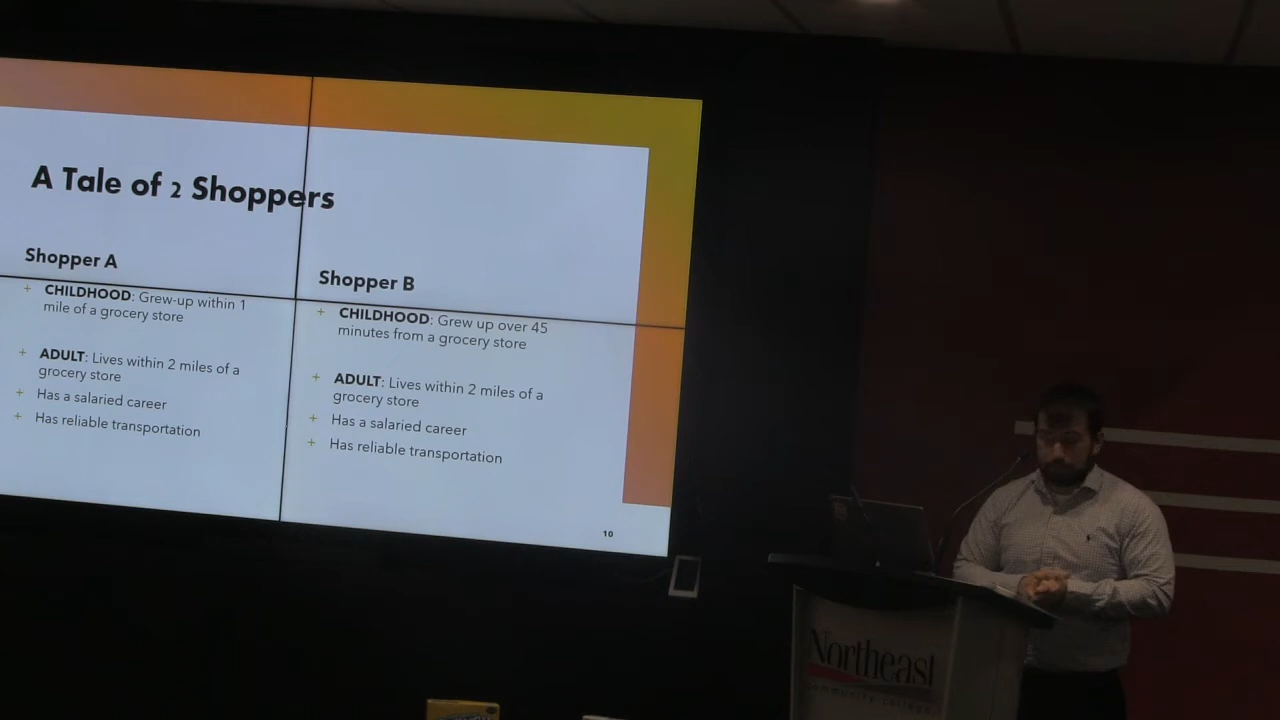 A Tale of 2 Shoppers
Shopper A
+ CHILDHOOD: Grew-up within 1
mile of a grocery store
+ ADULT: Lives within 2 miles of a
grocery store
+ Has a salaried career
+ Has reliable transportation
Shopper B
+ CHILDHOOD: Grew up over 45
minutes from a grocery store
+ ADULT: Lives within 2 miles of a
grocery store
+ Has a salaried career
+ Has reliable transportation
10
Northeast
community college